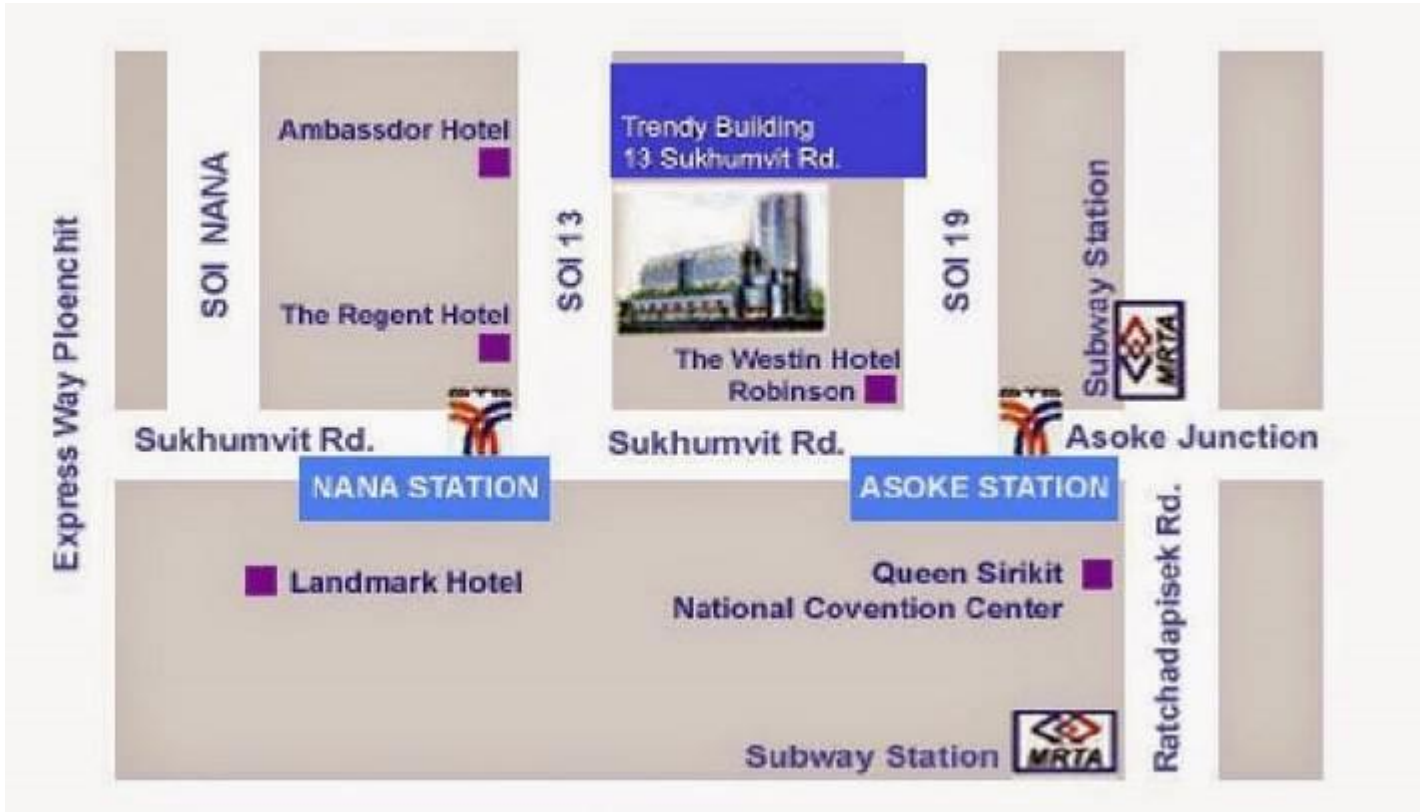 Ambassdor Hotel
Trendy Building
13 Sukhumvit Rd.
SOI NANA
SOI 13
SOI 19
Subway Station
MRTA
Express Way Ploenchit
The Regent Hotel
The Westin Hotel
Robinson
BTS
BTS
Sukhumvit Rd.
Sukhumvit Rd.
Asoke Junction
NANA STATION
ASOKE STATION
Landmark Hotel
Queen Sirikit
National Covention Center
Ratchadapisek Rd.
Subway Station
MRTA